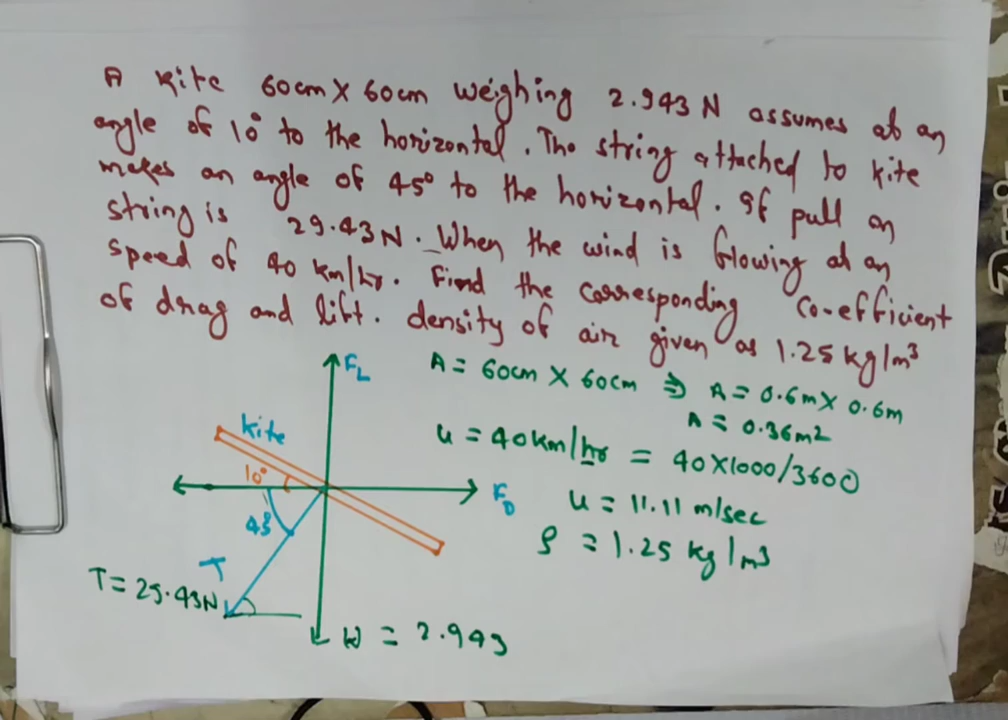 A kite 60cm X 60cm weighing 2.943 N assumes at an
angle of 10° to the horizontal. The string attached to kite
makes an angle of 45° to the horizontal. If pull on
string is 29.43N. When the wind is flowing at an
speed of 40 km/hr. Find the corresponding co-efficient
of drag and lift. density of air given as 1.25 kg/m³
F_L
A = 60cm X 60cm ⇒ A = 0.6m X 0.6m
A = 0.36m²
kite
u = 40km/hr = 40X1000/3600
10°
F_D
u = 11.11 m/sec
45°
ρ = 1.25 kg/m³
T
T = 29.43N
W = 2.943